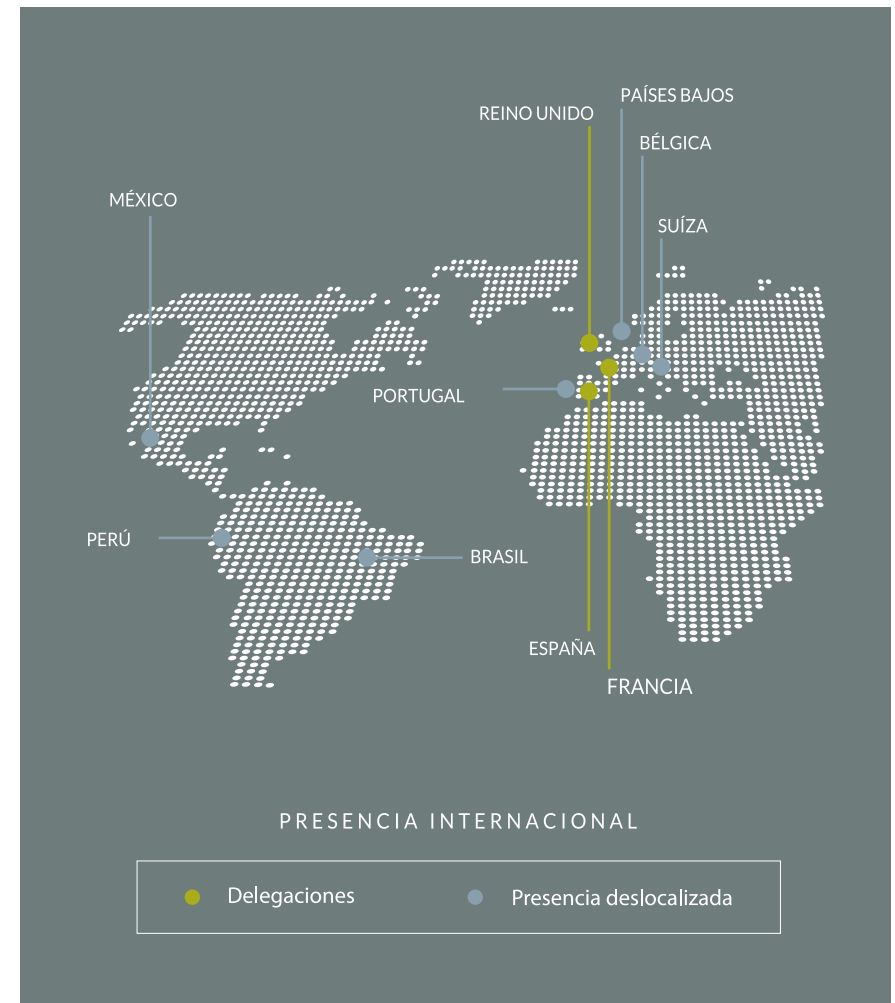 PAÍSES BAJOS
REINO UNIDO
BÉLGICA
MÉXICO
SUÍZA
PORTUGAL
PERÚ
BRASIL
ESPAÑA
FRANCIA
PRESENCIA INTERNACIONAL
Delegaciones
Presencia deslocalizada